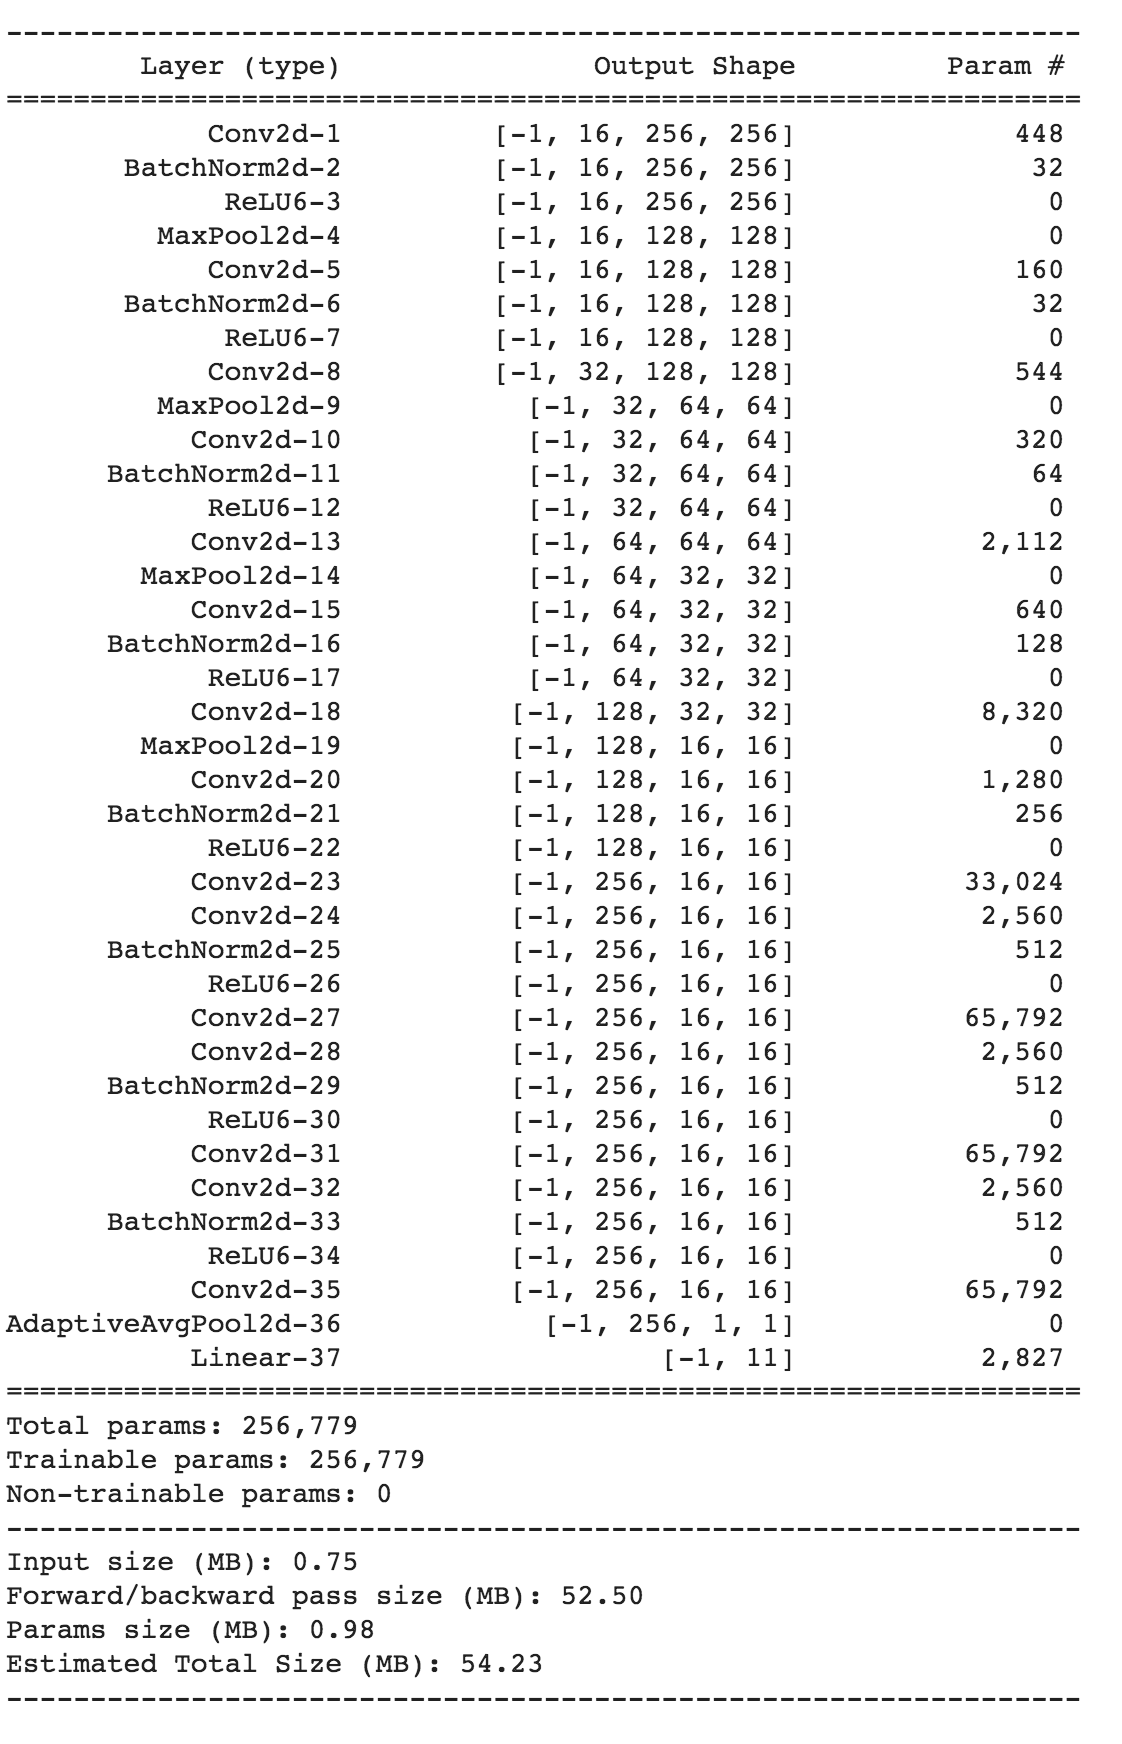 ----------------------------------------------------------------
Layer (type) Output Shape Param #
================================================================
Conv2d-1 [-1, 16, 256, 256] 448
BatchNorm2d-2 [-1, 16, 256, 256] 32
ReLU6-3 [-1, 16, 256, 256] 0
MaxPool2d-4 [-1, 16, 128, 128] 0
Conv2d-5 [-1, 16, 128, 128] 160
BatchNorm2d-6 [-1, 16, 128, 128] 32
ReLU6-7 [-1, 16, 128, 128] 0
Conv2d-8 [-1, 32, 128, 128] 544
MaxPool2d-9 [-1, 32, 64, 64] 0
Conv2d-10 [-1, 32, 64, 64] 320
BatchNorm2d-11 [-1, 32, 64, 64] 64
ReLU6-12 [-1, 32, 64, 64] 0
Conv2d-13 [-1, 64, 64, 64] 2,112
MaxPool2d-14 [-1, 64, 32, 32] 0
Conv2d-15 [-1, 64, 32, 32] 640
BatchNorm2d-16 [-1, 64, 32, 32] 128
ReLU6-17 [-1, 64, 32, 32] 0
Conv2d-18 [-1, 128, 32, 32] 8,320
MaxPool2d-19 [-1, 128, 16, 16] 0
Conv2d-20 [-1, 128, 16, 16] 1,280
BatchNorm2d-21 [-1, 128, 16, 16] 256
ReLU6-22 [-1, 128, 16, 16] 0
Conv2d-23 [-1, 256, 16, 16] 33,024
Conv2d-24 [-1, 256, 16, 16] 2,560
BatchNorm2d-25 [-1, 256, 16, 16] 512
ReLU6-26 [-1, 256, 16, 16] 0
Conv2d-27 [-1, 256, 16, 16] 65,792
Conv2d-28 [-1, 256, 16, 16] 2,560
BatchNorm2d-29 [-1, 256, 16, 16] 512
ReLU6-30 [-1, 256, 16, 16] 0
Conv2d-31 [-1, 256, 16, 16] 65,792
Conv2d-32 [-1, 256, 16, 16] 2,560
BatchNorm2d-33 [-1, 256, 16, 16] 512
ReLU6-34 [-1, 256, 16, 16] 0
Conv2d-35 [-1, 256, 16, 16] 65,792
AdaptiveAvgPool2d-36 [-1, 256, 1, 1] 0
Linear-37 [-1, 11] 2,827
================================================================
Total params: 256,779
Trainable params: 256,779
Non-trainable params: 0
----------------------------------------------------------------
Input size (MB): 0.75
Forward/backward pass size (MB): 52.50
Params size (MB): 0.98
Estimated Total Size (MB): 54.23
----------------------------------------------------------------